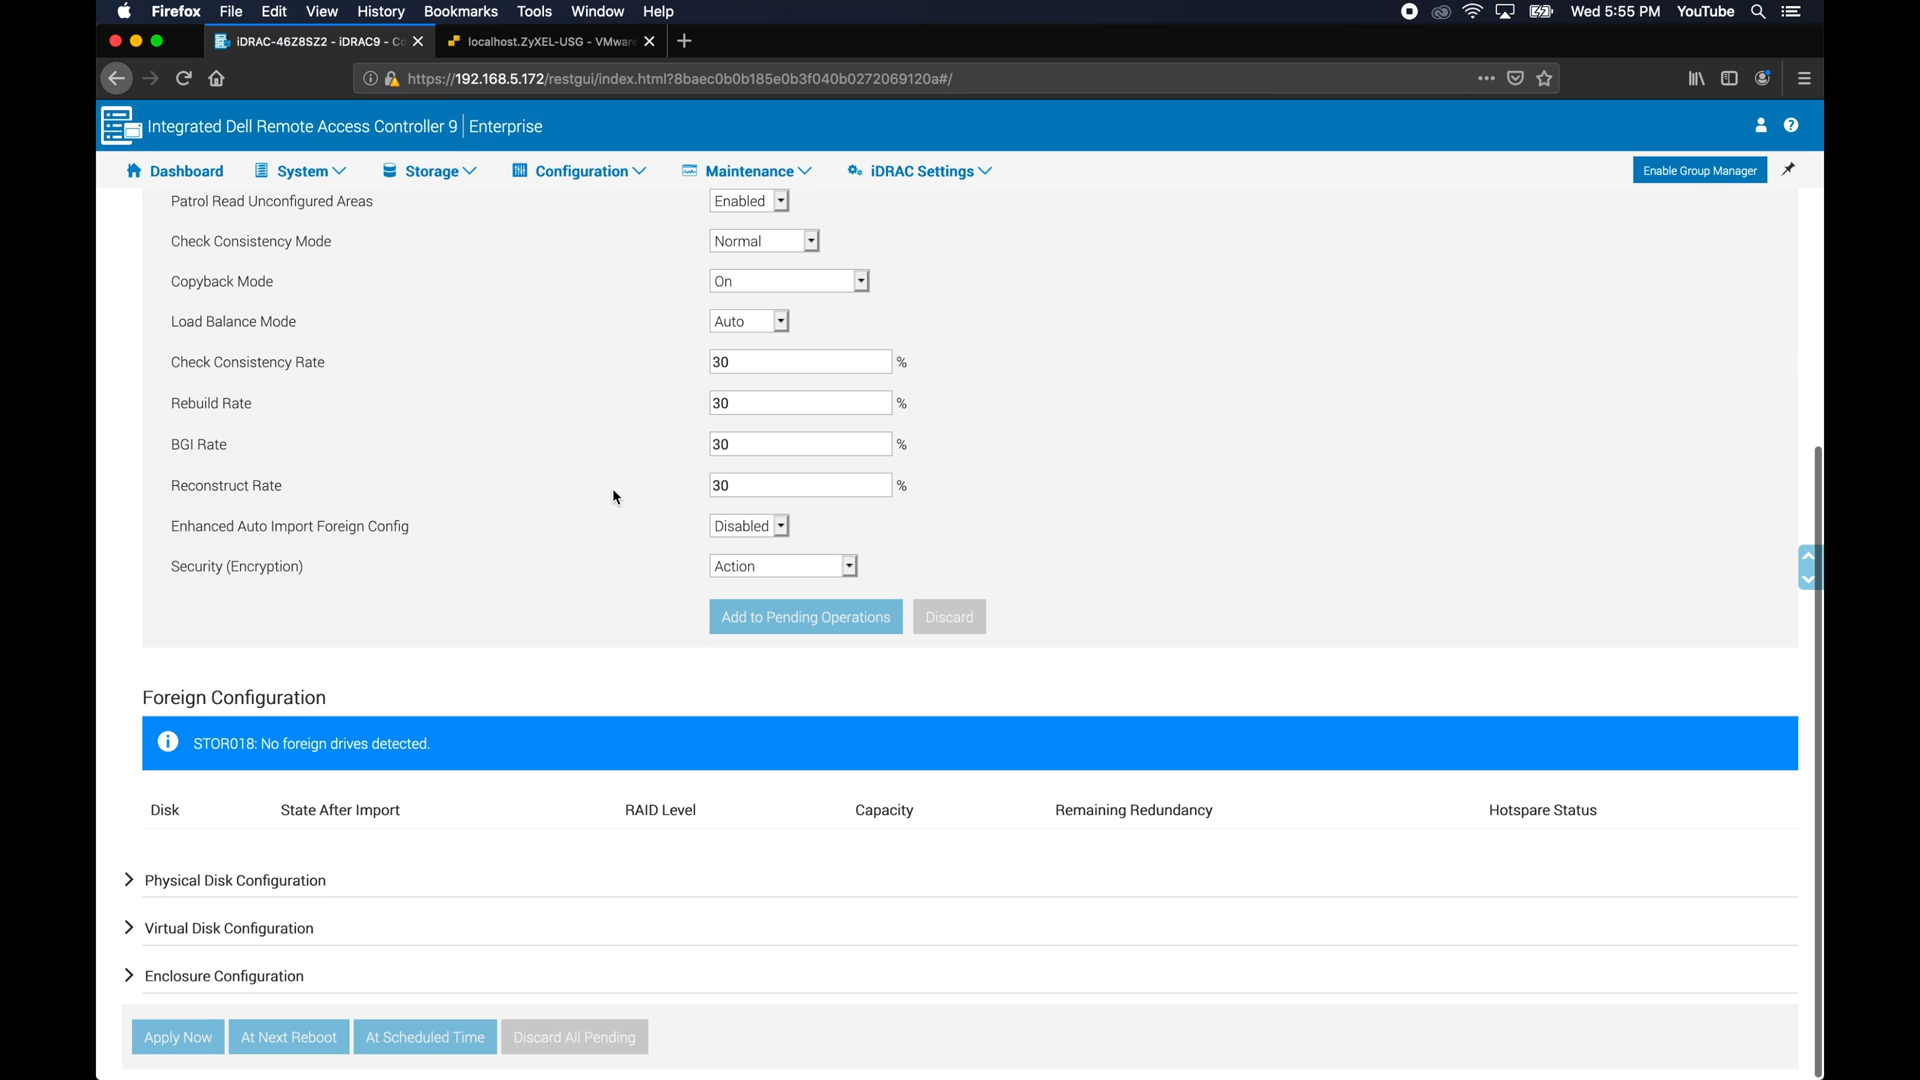 Firefox File Edit View History Bookmarks Tools Window Help Wed 5:55 PM YouTube
iDRAC-46Z8SZ2 - iDRAC9 - Co localhost.ZyXEL-USG - VMware
https://192.168.5.172/restgui/index.html?8baec0b0b185e0b3f040b0272069120a#/
Integrated Dell Remote Access Controller 9 | Enterprise
Dashboard System Storage Configuration Maintenance iDRAC Settings Enable Group Manager
Patrol Read Unconfigured Areas Enabled
Check Consistency Mode Normal
Copyback Mode On
Load Balance Mode Auto
Check Consistency Rate 30 %
Rebuild Rate 30 %
BGI Rate 30 %
Reconstruct Rate 30 %
Enhanced Auto Import Foreign Config Disabled
Security (Encryption) Action
Add to Pending Operations Discard
Foreign Configuration
STOR018: No foreign drives detected.
Disk State After Import RAID Level Capacity Remaining Redundancy Hotspare Status
Physical Disk Configuration
Virtual Disk Configuration
Enclosure Configuration
Apply Now At Next Reboot At Scheduled Time Discard All Pending